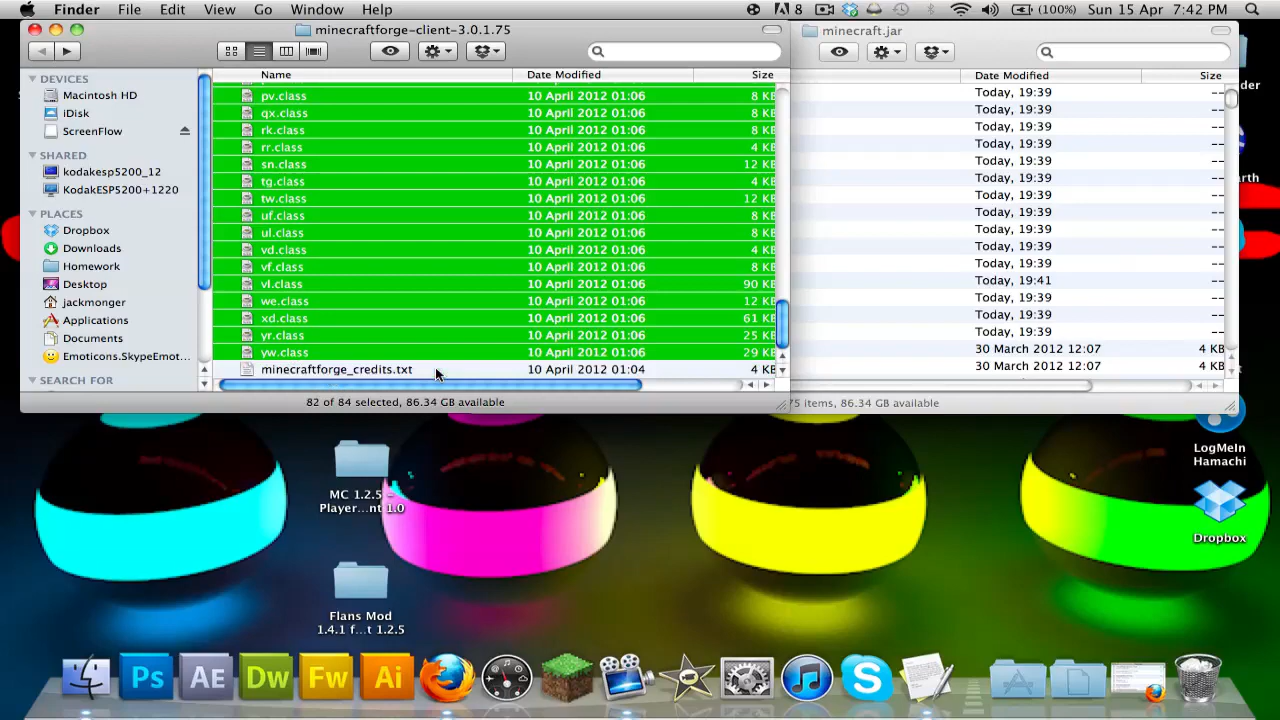 Finder File Edit View Go Window Help
8 (100%) Sun 15 Apr 7:42 PM
minecraftforge-client-3.0.1.75
minecraft.jar
Name Date Modified Size
Date Modified Size
DEVICES
Macintosh HD
iDisk
ScreenFlow
SHARED
kodakesp5200_12
KodakESP5200+1220
PLACES
Dropbox
Downloads
Homework
Desktop
jackmonger
Applications
Documents
Emoticons.SkypeEmot...
SEARCH FOR
pv.class 10 April 2012 01:06 8 KB
qx.class 10 April 2012 01:06 8 KB
rk.class 10 April 2012 01:06 8 KB
rr.class 10 April 2012 01:06 4 KB
sn.class 10 April 2012 01:06 12 KB
tg.class 10 April 2012 01:06 4 KB
tw.class 10 April 2012 01:06 12 KB
uf.class 10 April 2012 01:06 8 KB
ul.class 10 April 2012 01:06 8 KB
vd.class 10 April 2012 01:06 4 KB
vf.class 10 April 2012 01:06 8 KB
vl.class 10 April 2012 01:06 90 KB
we.class 10 April 2012 01:06 12 KB
xd.class 10 April 2012 01:06 61 KB
yr.class 10 April 2012 01:06 25 KB
yw.class 10 April 2012 01:06 29 KB
minecraftforge_credits.txt 10 April 2012 01:04 4 KB
82 of 84 selected, 86.34 GB available
Today, 19:39 --
Today, 19:39 --
Today, 19:39 --
Today, 19:39 --
Today, 19:39 --
Today, 19:39 --
Today, 19:39 --
Today, 19:39 --
Today, 19:39 --
Today, 19:39 --
Today, 19:39 --
Today, 19:41 --
Today, 19:39 --
Today, 19:39 --
Today, 19:39 --
30 March 2012 12:07 4 KB
30 March 2012 12:07 4 KB
75 items, 86.34 GB available
der
arth
MC 1.2.5 -
Player...nt 1.0
Flans Mod
1.4.1 f...t 1.2.5
LogMeIn
Hamachi
Dropbox
Ps AE Dw Fw Ai